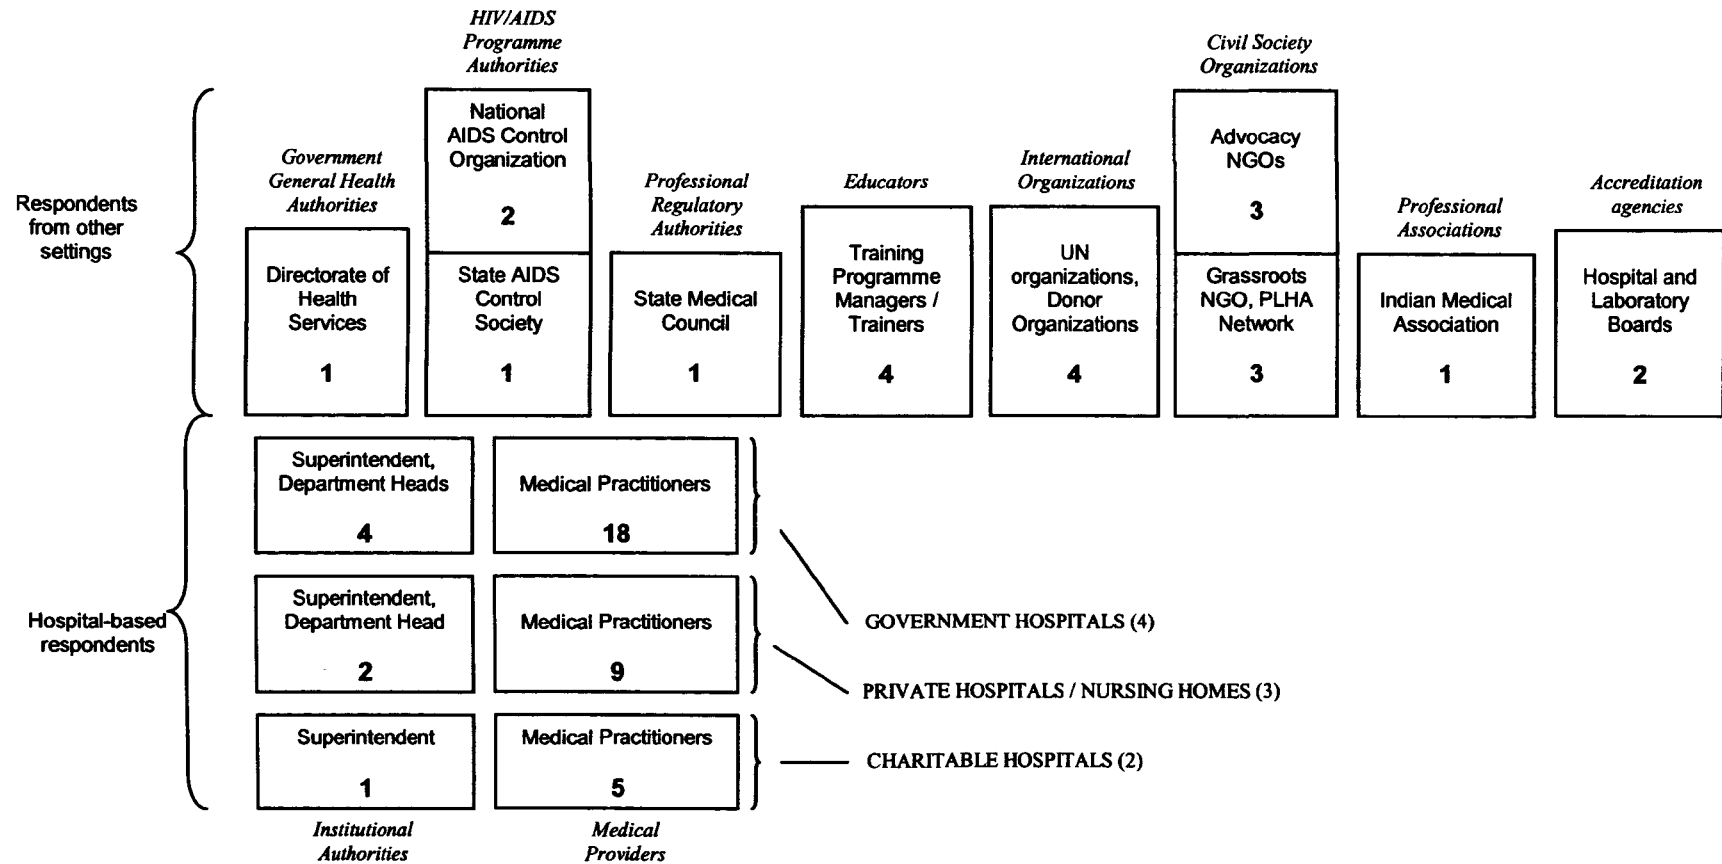 HIV/AIDS
Programme
Authorities
Civil Society
Organizations
Respondents
from other
settings
Government
General Health
Authorities
Directorate of
Health
Services
1
National
AIDS Control
Organization
2
State AIDS
Control
Society
1
Professional
Regulatory
Authorities
State Medical
Council
1
Educators
Training
Programme
Managers /
Trainers
4
International
Organizations
UN
organizations,
Donor
Organizations
4
Advocacy
NGOs
3
Grassroots
NGO, PLHA
Network
3
Professional
Associations
Indian Medical
Association
1
Accreditation
agencies
Hospital and
Laboratory
Boards
2
Hospital-based
respondents
Superintendent,
Department Heads
4
Medical Practitioners
18
GOVERNMENT HOSPITALS (4)
Superintendent,
Department Head
2
Medical Practitioners
9
PRIVATE HOSPITALS / NURSING HOMES (3)
Superintendent
1
Medical Practitioners
5
CHARITABLE HOSPITALS (2)
Institutional
Authorities
Medical
Providers